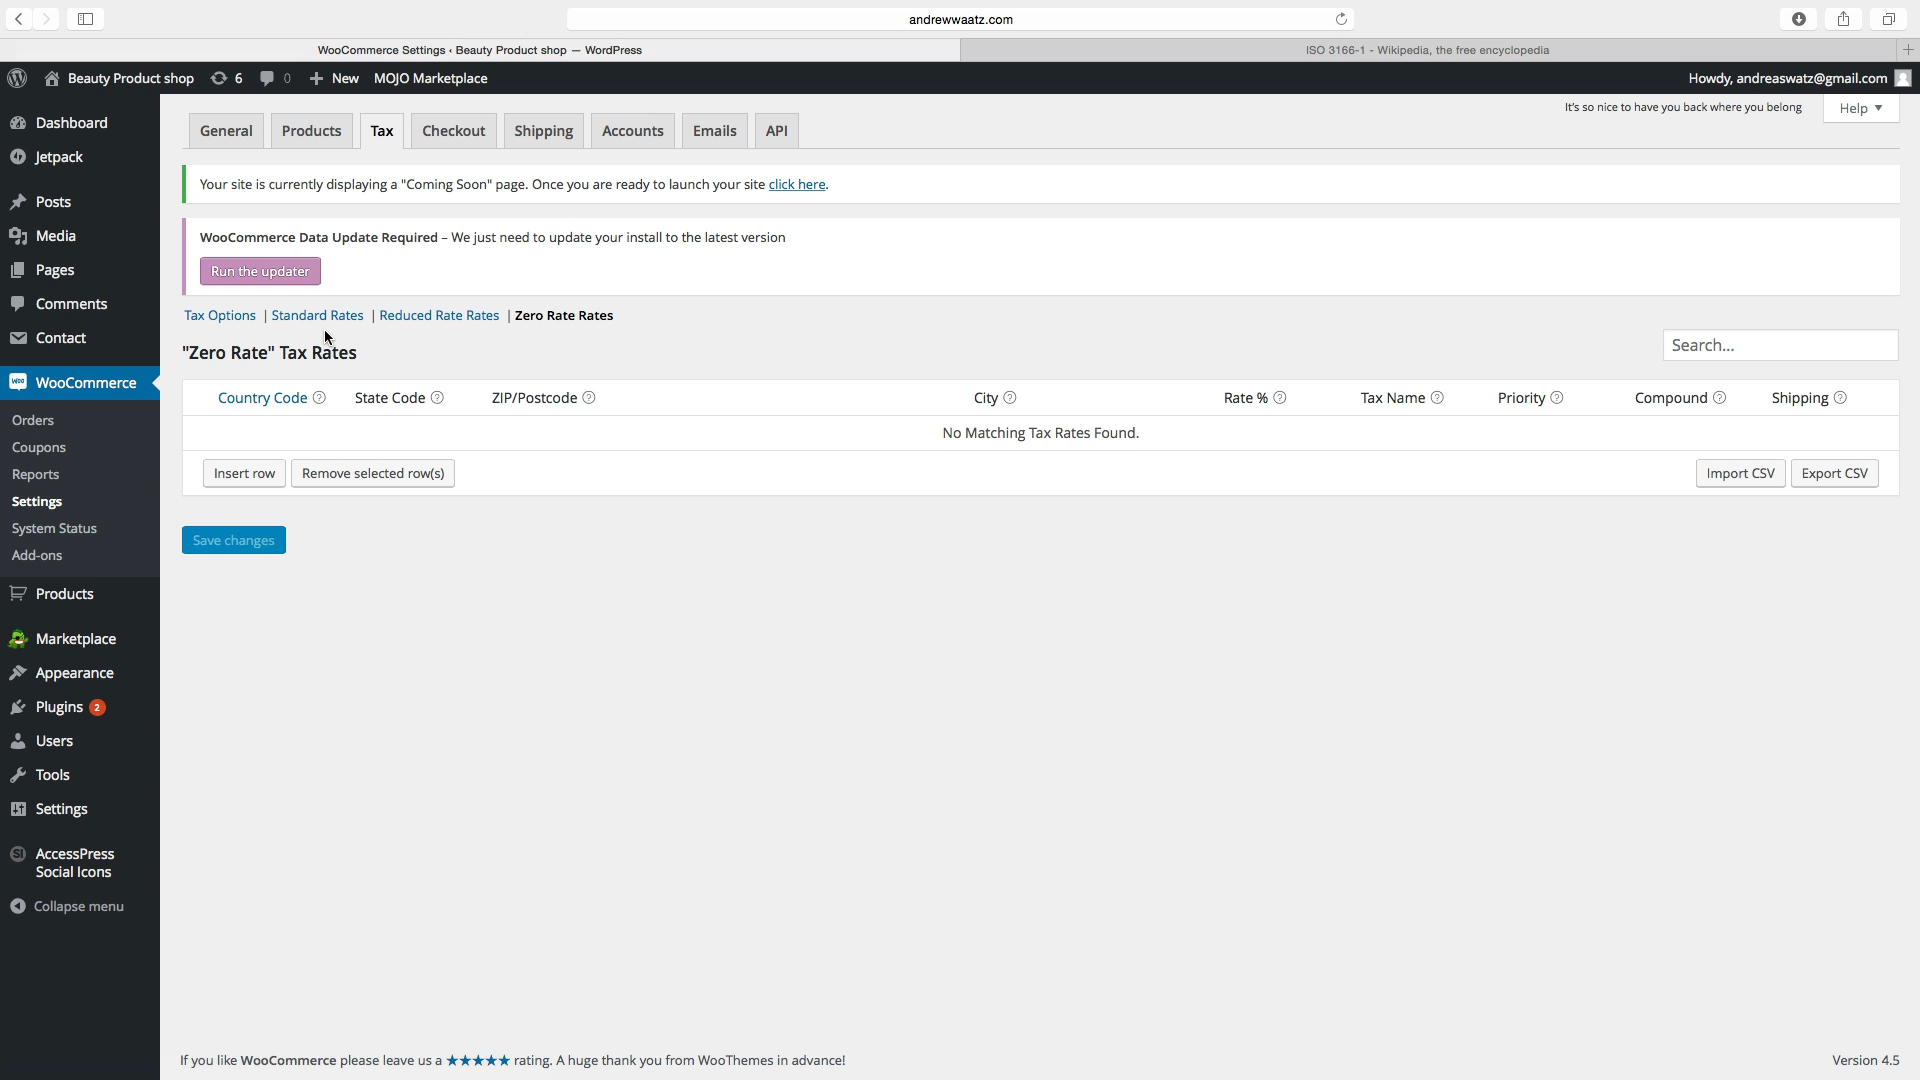 andrewwaatz.com
WooCommerce Settings ‹ Beauty Product shop — WordPress
ISO 3166-1 - Wikipedia, the free encyclopedia
Beauty Product shop 6 0 New MOJO Marketplace
Howdy, andreaswatz@gmail.com
It's so nice to have you back where you belong
Help
Dashboard
Jetpack
Posts
Media
Pages
Comments
Contact
WooCommerce
Orders
Coupons
Reports
Settings
System Status
Add-ons
Products
Marketplace
Appearance
Plugins 2
Users
Tools
Settings
AccessPress
Social Icons
Collapse menu
General Products Tax Checkout Shipping Accounts Emails API
Your site is currently displaying a "Coming Soon" page. Once you are ready to launch your site click here.
WooCommerce Data Update Required – We just need to update your install to the latest version
Run the updater
Tax Options | Standard Rates | Reduced Rate Rates | Zero Rate Rates
"Zero Rate" Tax Rates
Search...
Country Code ? State Code ? ZIP/Postcode ? City ? Rate % ? Tax Name ? Priority ? Compound ? Shipping ?
No Matching Tax Rates Found.
Insert row Remove selected row(s) Import CSV Export CSV
Save changes
If you like WooCommerce please leave us a ★★★★★ rating. A huge thank you from WooThemes in advance!
Version 4.5